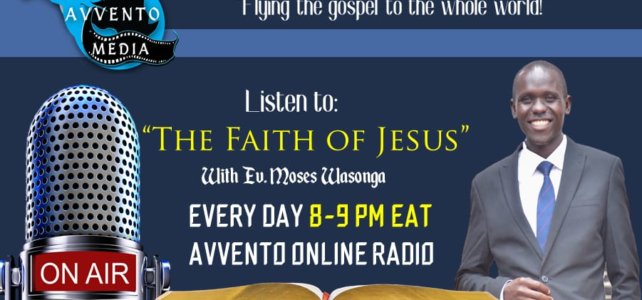 AVVENTO
MEDIA
Flying the gospel to the whole world!
Listen to:
“THE FAITH OF JESUS”
With Ev. Moses Wasonga
EVERY DAY 8-9 PM EAT
AVVENTO ONLINE RADIO
ON AIR